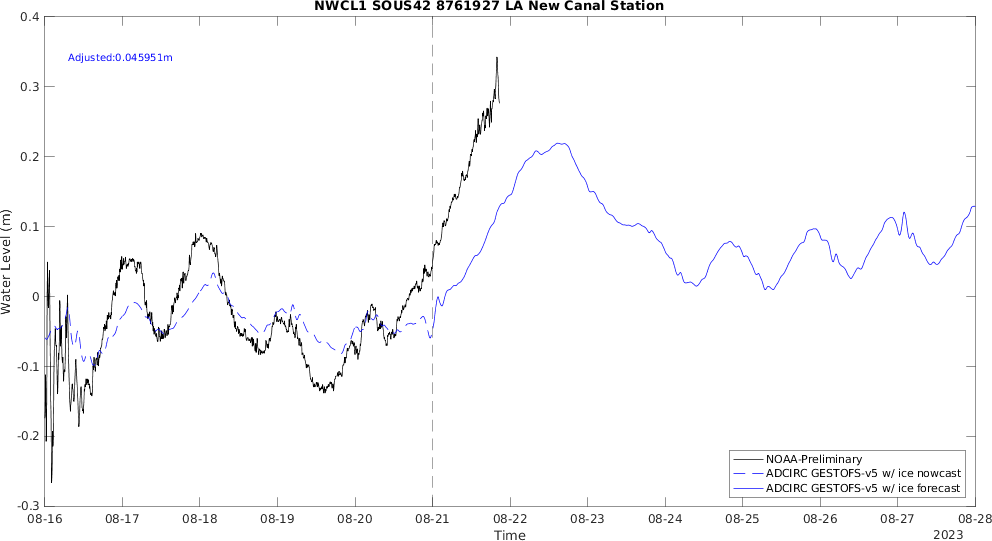 NWCL1 SOUS42 8761927 LA New Canal Station
Adjusted:0.045951m
Water Level (m)
0.4
0.3
0.2
0.1
0
-0.1
-0.2
-0.3
NOAA-Preliminary
ADCIRC GESTOFS-v5 w/ ice nowcast
ADCIRC GESTOFS-v5 w/ ice forecast
08-16 08-17 08-18 08-19 08-20 08-21 08-22 08-23 08-24 08-25 08-26 08-27 08-28
Time
2023